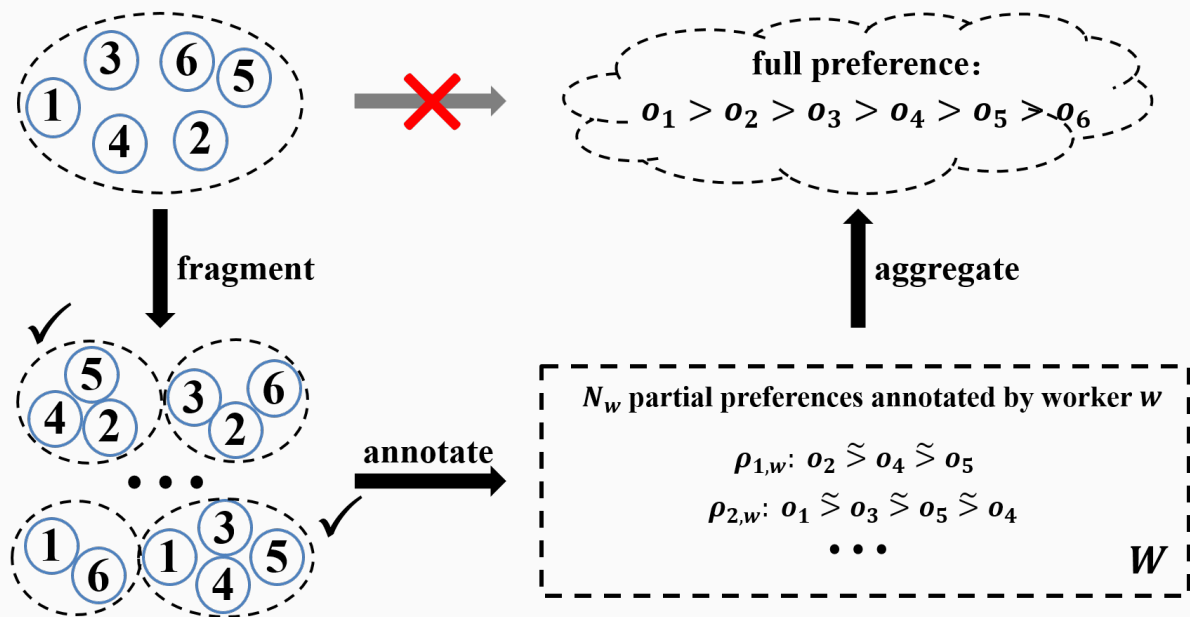 3 6 5
1
4 2
full preference:
o₁ > o₂ > o₃ > o₄ > o₅ > o₆
fragment
aggregate
5
4 2
3 6
2
• • •
1
6
3
1 5
4
annotate
N_w partial preferences annotated by worker w
ρ₁,w: o₂ ≳̃ o₄ ≳̃ o₅
ρ₂,w: o₁ ≳̃ o₃ ≳̃ o₅ ≳̃ o₄
• • •
W